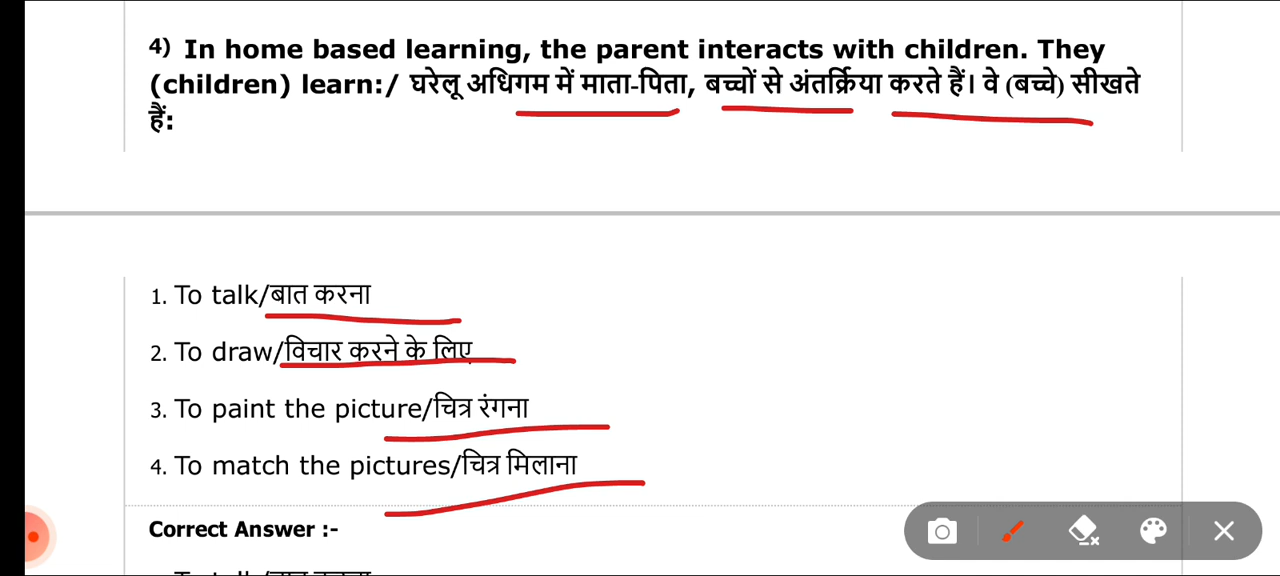 4) In home based learning, the parent interacts with children. They
(children) learn:/ घरेलू अधिगम में माता-पिता, बच्चों से अंतर्क्रिया करते हैं। वे (बच्चे) सीखते
हैं:
1. To talk/बात करना
2. To draw/विचार करने के लिए
3. To paint the picture/चित्र रंगना
4. To match the pictures/चित्र मिलाना
Correct Answer :-